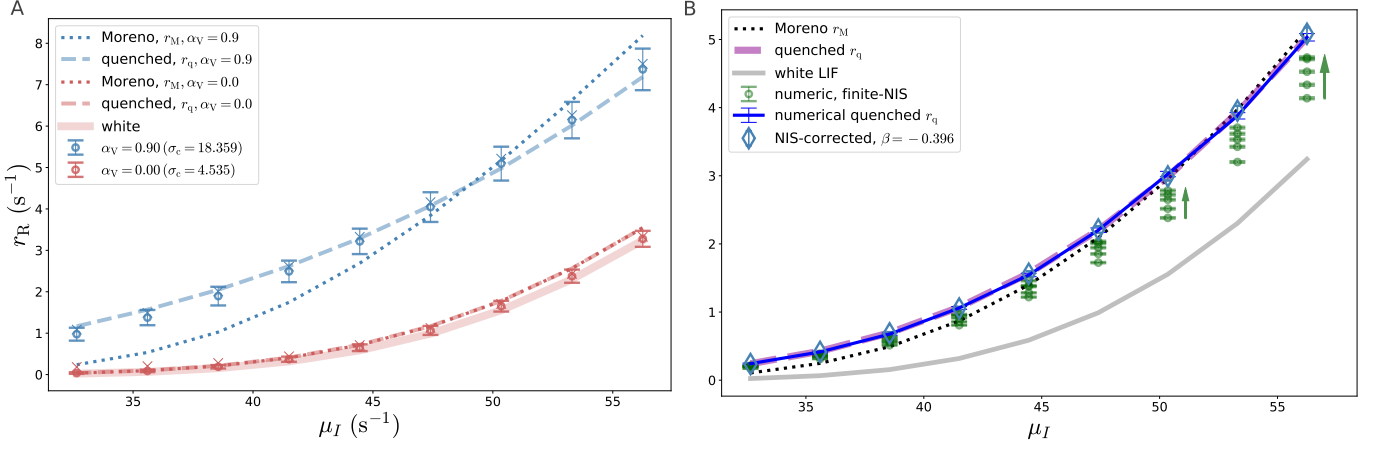 A
Moreno, r_M, α_V = 0.9
quenched, r_q, α_V = 0.9
Moreno, r_M, α_V = 0.0
quenched, r_q, α_V = 0.0
white
α_V = 0.90 (σ_c = 18.359)
α_V = 0.00 (σ_c = 4.535)
8
7
6
5
4
3
2
1
0
r_R (s⁻¹)
35
40
45
50
55
μ_I (s⁻¹)
B
Moreno r_M
quenched r_q
white LIF
numeric, finite-NIS
numerical quenched r_q
NIS-corrected, β = −0.396
5
4
3
2
1
0
35
40
45
50
55
μ_I